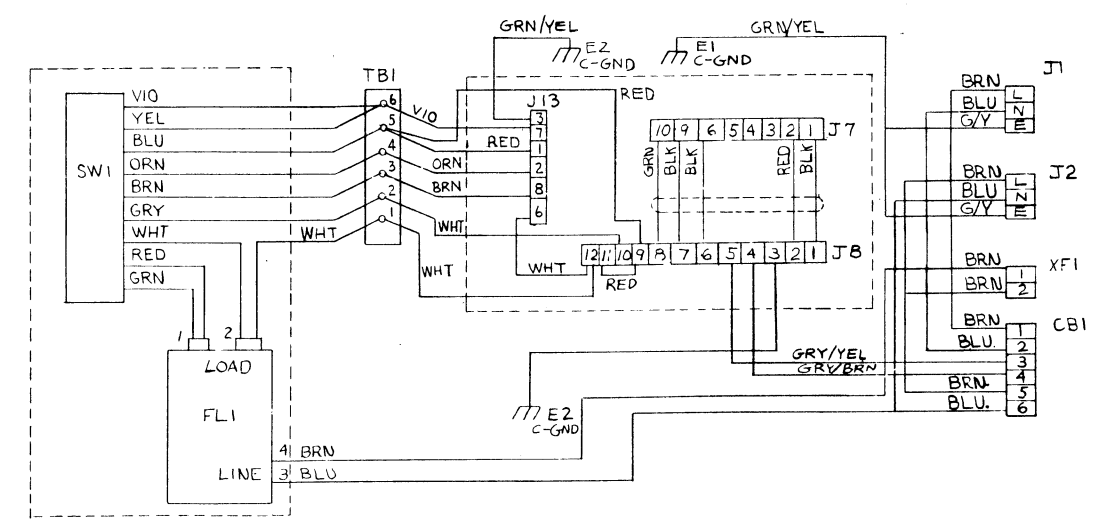 GRN/YEL
GRN/YEL
E2
C-GND
E1
C-GND
J1
TB1
BRN
L
BLU
N
G/Y
E
VIO
YEL
BLU
ORN
BRN
GRY
WHT
RED
GRN
SW1
6
5
4
3
2
1
VIO
RED
ORN
BRN
WHT
WHT
WHT
RED
J13
3
7
1
2
8
6
WHT
10 9 6 5 4 3 2 1 J7
GRN
BLK
BLK
RED
BLK
12 11 10 9 8 7 6 5 4 3 2 1 J8
RED
J2
BRN
L
BLU
N
G/Y
E
XF1
BRN
1
BRN
2
CB1
BRN
1
BLU.
2
GRY/YEL
3
GRY/BRN
4
BRN
5
BLU.
6
1 2
LOAD
FL1
LINE
4 BRN
3 BLU
E2
C-GND